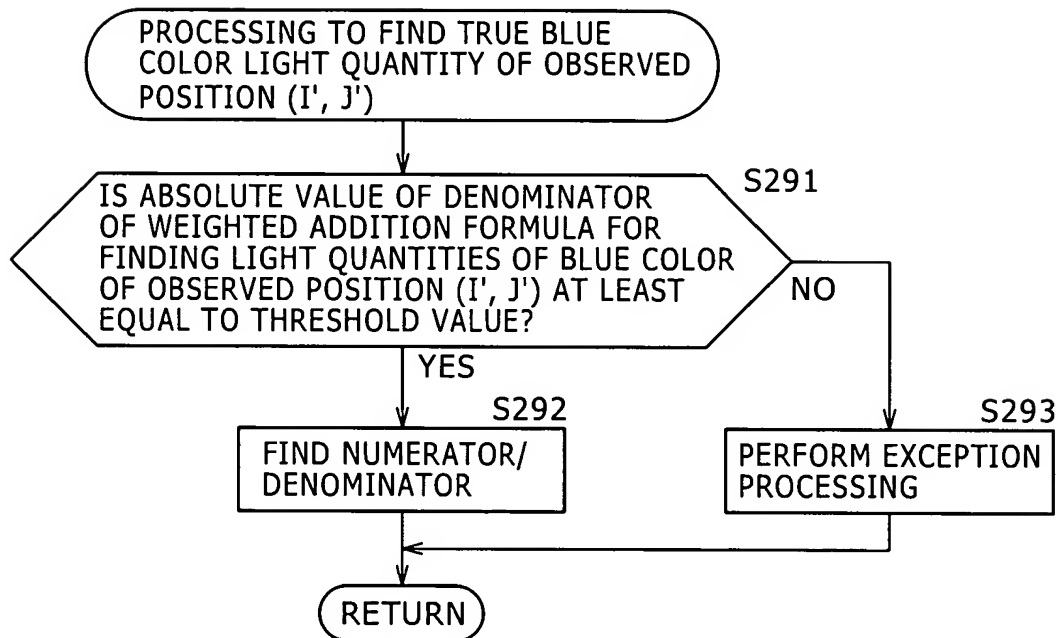 PROCESSING TO FIND TRUE BLUE
COLOR LIGHT QUANTITY OF OBSERVED
POSITION (I', J')
S291
IS ABSOLUTE VALUE OF DENOMINATOR
OF WEIGHTED ADDITION FORMULA FOR
FINDING LIGHT QUANTITIES OF BLUE COLOR
OF OBSERVED POSITION (I', J') AT LEAST
EQUAL TO THRESHOLD VALUE?
NO
YES
S292
FIND NUMERATOR/
DENOMINATOR
S293
PERFORM EXCEPTION
PROCESSING
RETURN